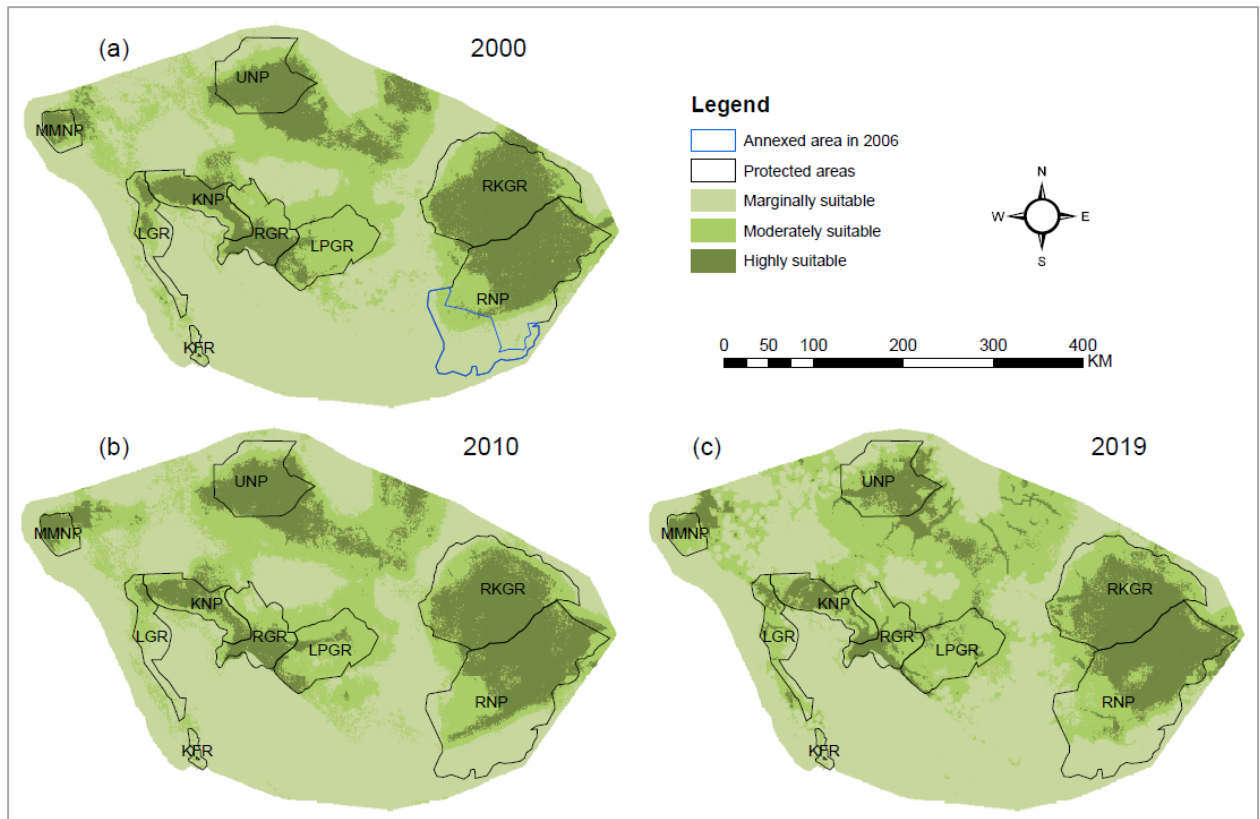 (a)
2000
UNP
MMNP
KNP
LGR
RGR
LPGR
RKGR
RNP
KFR
Legend
Annexed area in 2006
Protected areas
Marginally suitable
Moderately suitable
Highly suitable
N
W E
S
0 50 100 200 300 400
KM
(b)
2010
UNP
MMNP
KNP
LGR
RGR
LPGR
RKGR
RNP
KFR
(c)
2019
UNP
MMNP
KNP
LGR
RGR
LPGR
RKGR
RNP
KFR